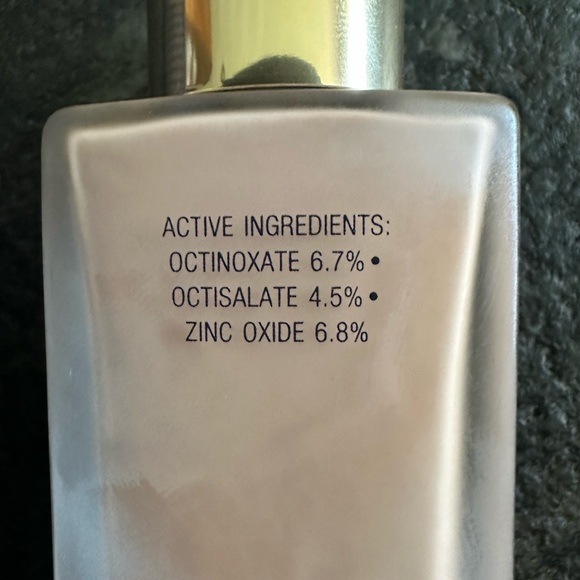 ACTIVE INGREDIENTS:
OCTINOXATE 6.7% •
OCTISALATE 4.5% •
ZINC OXIDE 6.8%